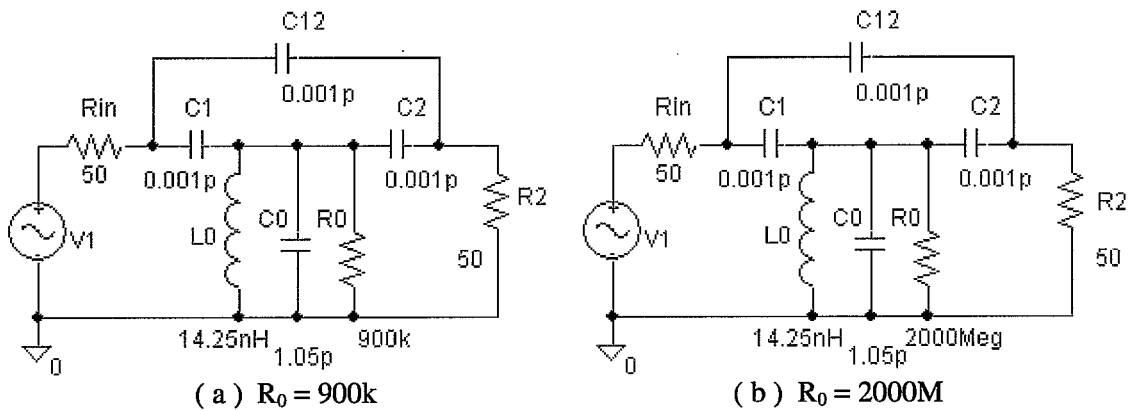 C12
0.001p
Rin
C1
C2
50
0.001p
0.001p
R2
V1
L0
C0
R0
50
0
14.25nH
1.05p
900k
( a ) R₀ = 900k
C12
0.001p
Rin
C1
C2
50
0.001p
0.001p
R2
V1
L0
C0
R0
50
0
14.25nH
1.05p
2000Meg
( b ) R₀ = 2000M